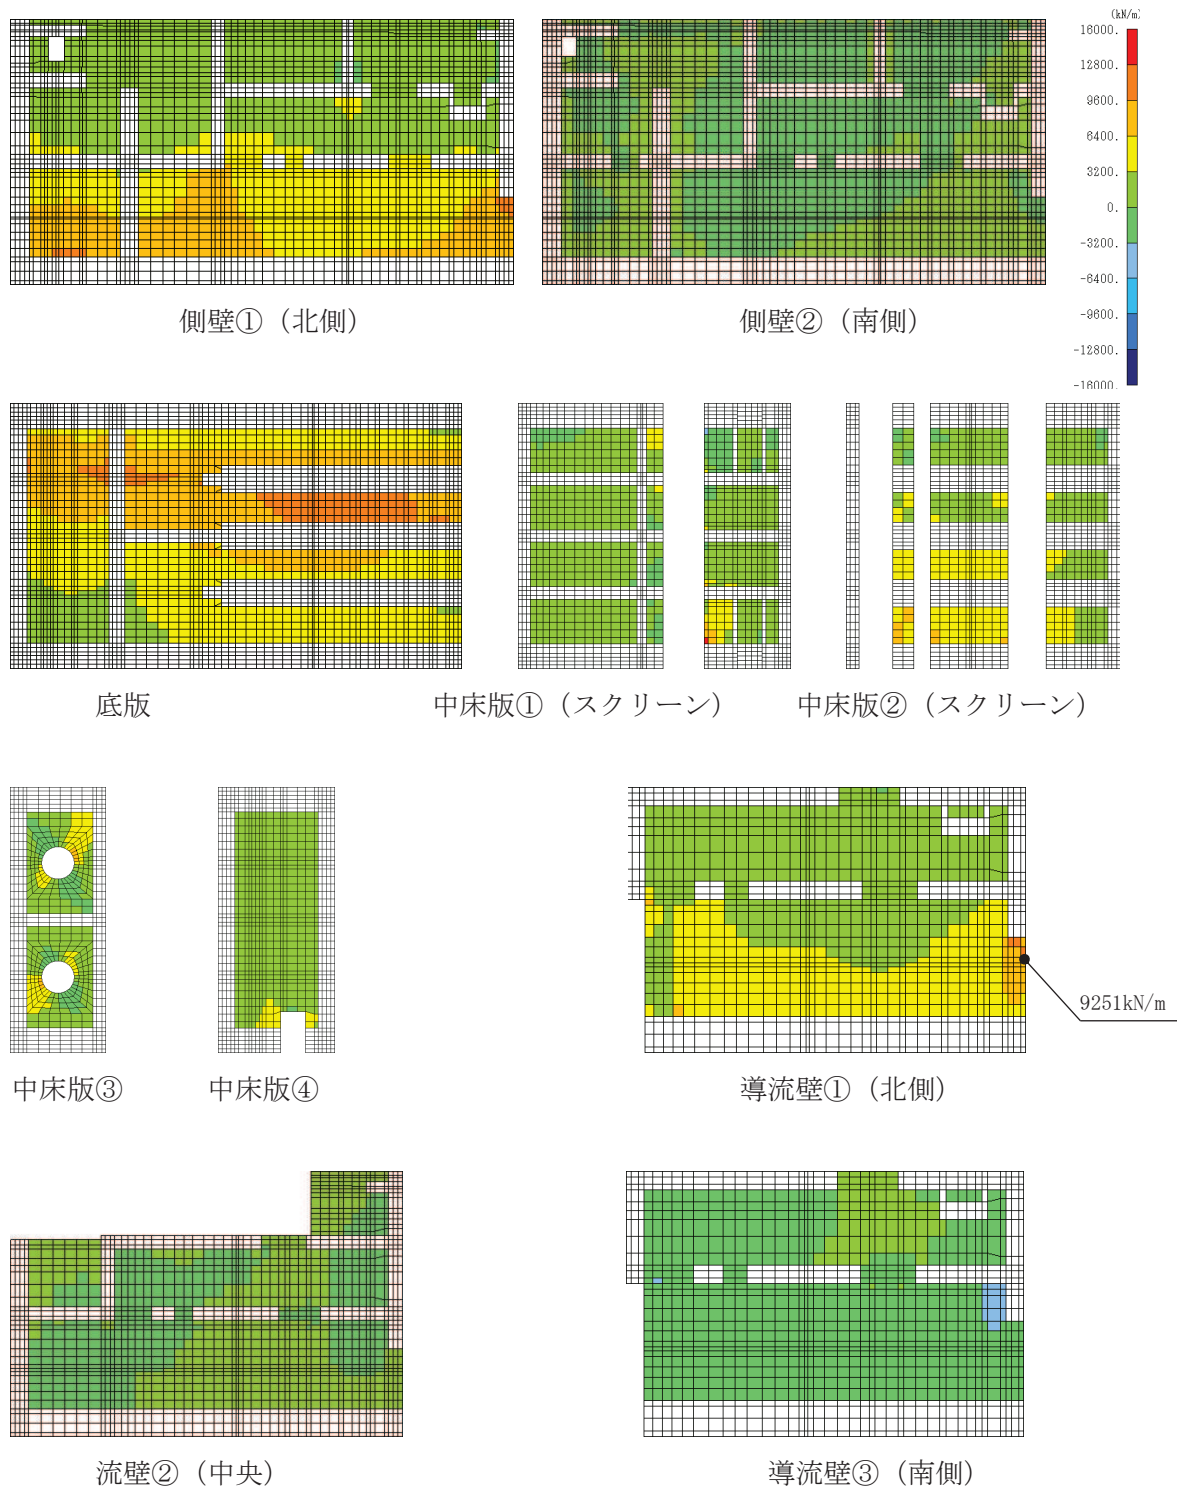 (kN/m)
16000.
12800.
9600.
6400.
3200.
0.
-3200.
-6400.
-9600.
-12800.
-16000.
側壁①（北側）
側壁②（南側）
底版
中床版①（スクリーン）
中床版②（スクリーン）
9251kN/m
中床版③
中床版④
導流壁①（北側）
流壁②（中央）
導流壁③（南側）